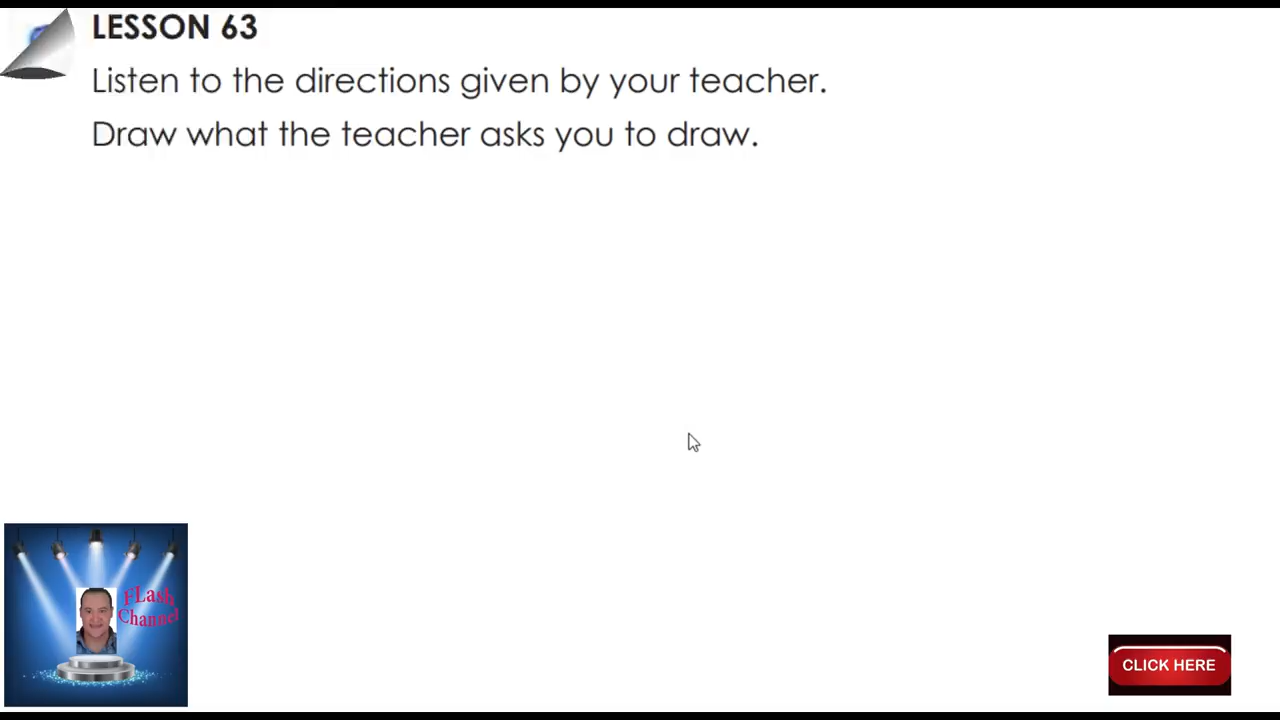 LESSON 63
Listen to the directions given by your teacher.
Draw what the teacher asks you to draw.
FLash
Channel
CLICK HERE